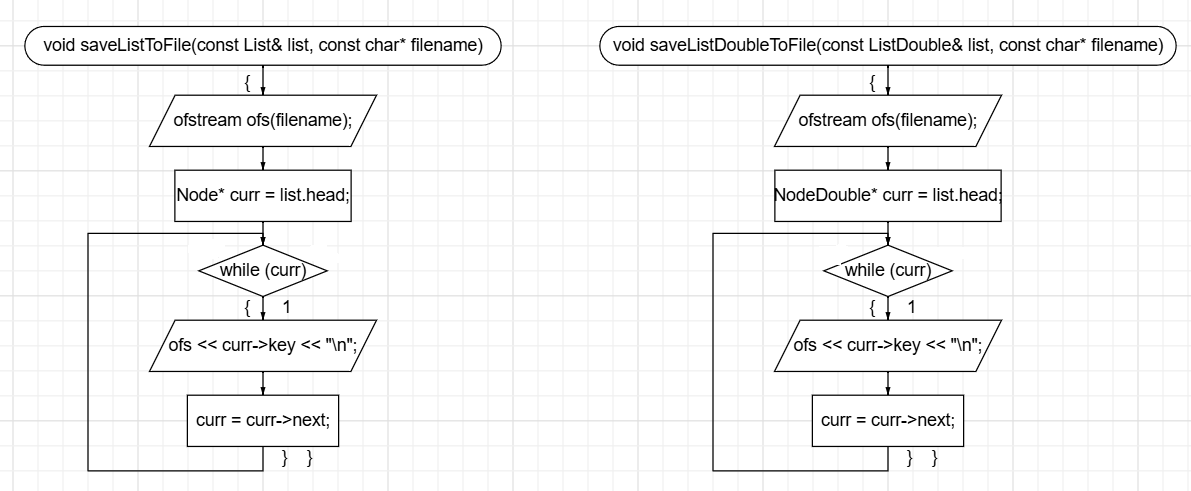 void saveListToFile(const List& list, const char* filename)
{
ofstream ofs(filename);
Node* curr = list.head;
while (curr)
{ 1
ofs << curr->key << "\n";
curr = curr->next;
} }
void saveListDoubleToFile(const ListDouble& list, const char* filename)
{
ofstream ofs(filename);
NodeDouble* curr = list.head;
while (curr)
{ 1
ofs << curr->key << "\n";
curr = curr->next;
} }